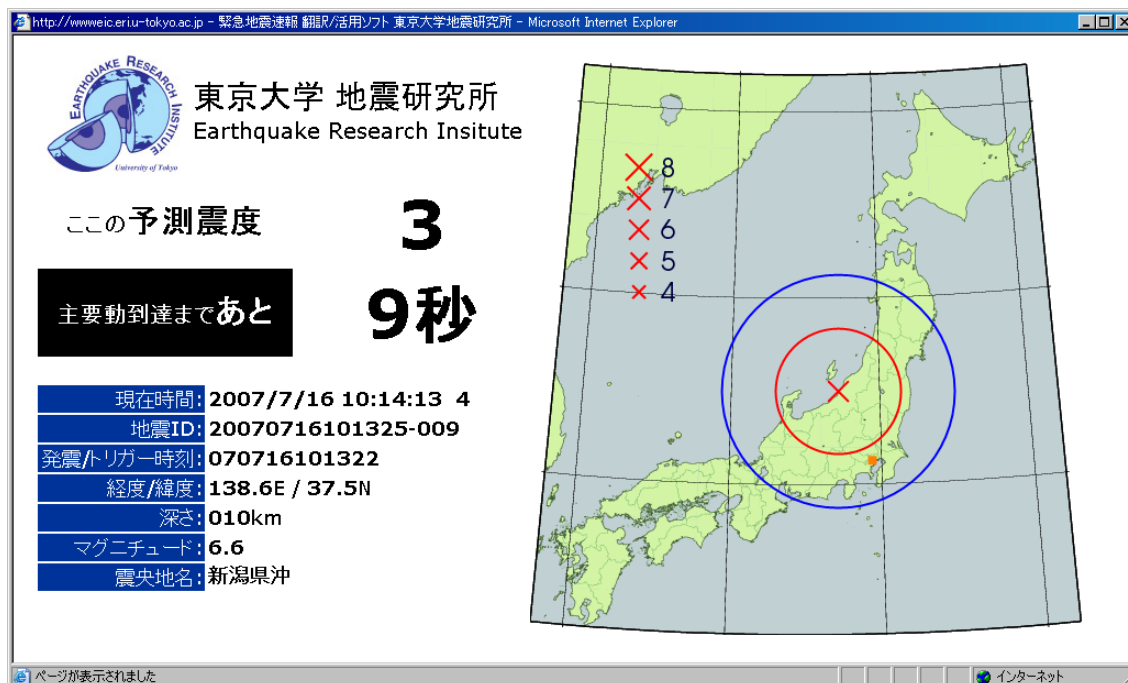 http://wwweic.eri.u-tokyo.ac.jp - 緊急地震速報 翻訳/活用ソフト 東京大学地震研究所 - Microsoft Internet Explorer
EARTHQUAKE RESEARCH INSTITUTE
University of Tokyo
東京大学 地震研究所
Earthquake Research Insitute
ここの予測震度 3
主要動到達まであと 9秒
現在時間: 2007/7/16 10:14:13 4
地震ID: 20070716101325-009
発震/トリガー時刻: 070716101322
経度/緯度: 138.6E / 37.5N
深さ: 010km
マグニチュード: 6.6
震央地名: 新潟県沖
8
7
6
5
4
ページが表示されました
インターネット